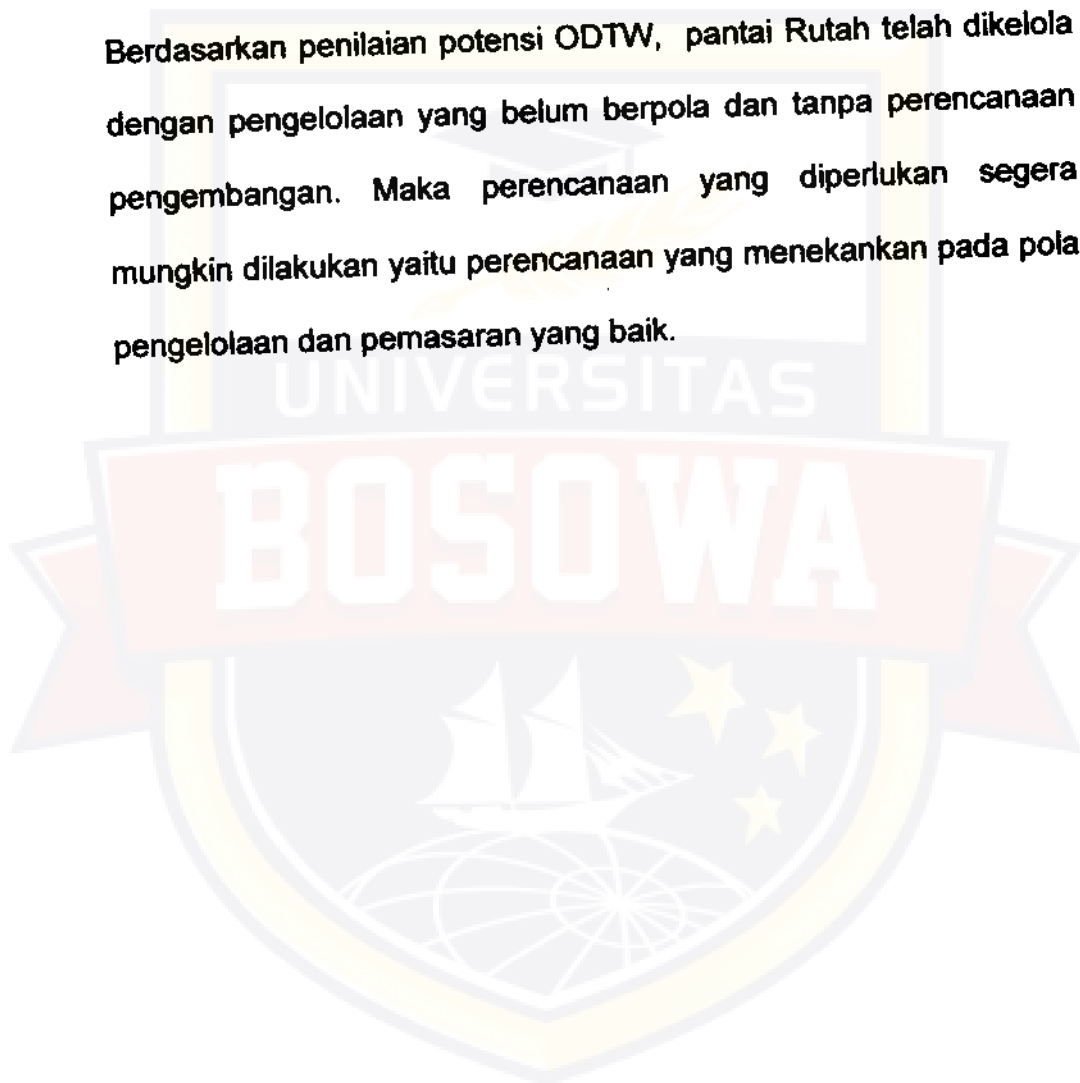 Berdasarkan penilaian potensi ODTW, pantai Rutah telah dikelola
dengan pengelolaan yang belum berpola dan tanpa perencanaan
pengembangan. Maka perencanaan yang diperlukan segera
mungkin dilakukan yaitu perencanaan yang menekankan pada pola
pengelolaan dan pemasaran yang baik.
UNIVERSITAS
BOSOWA